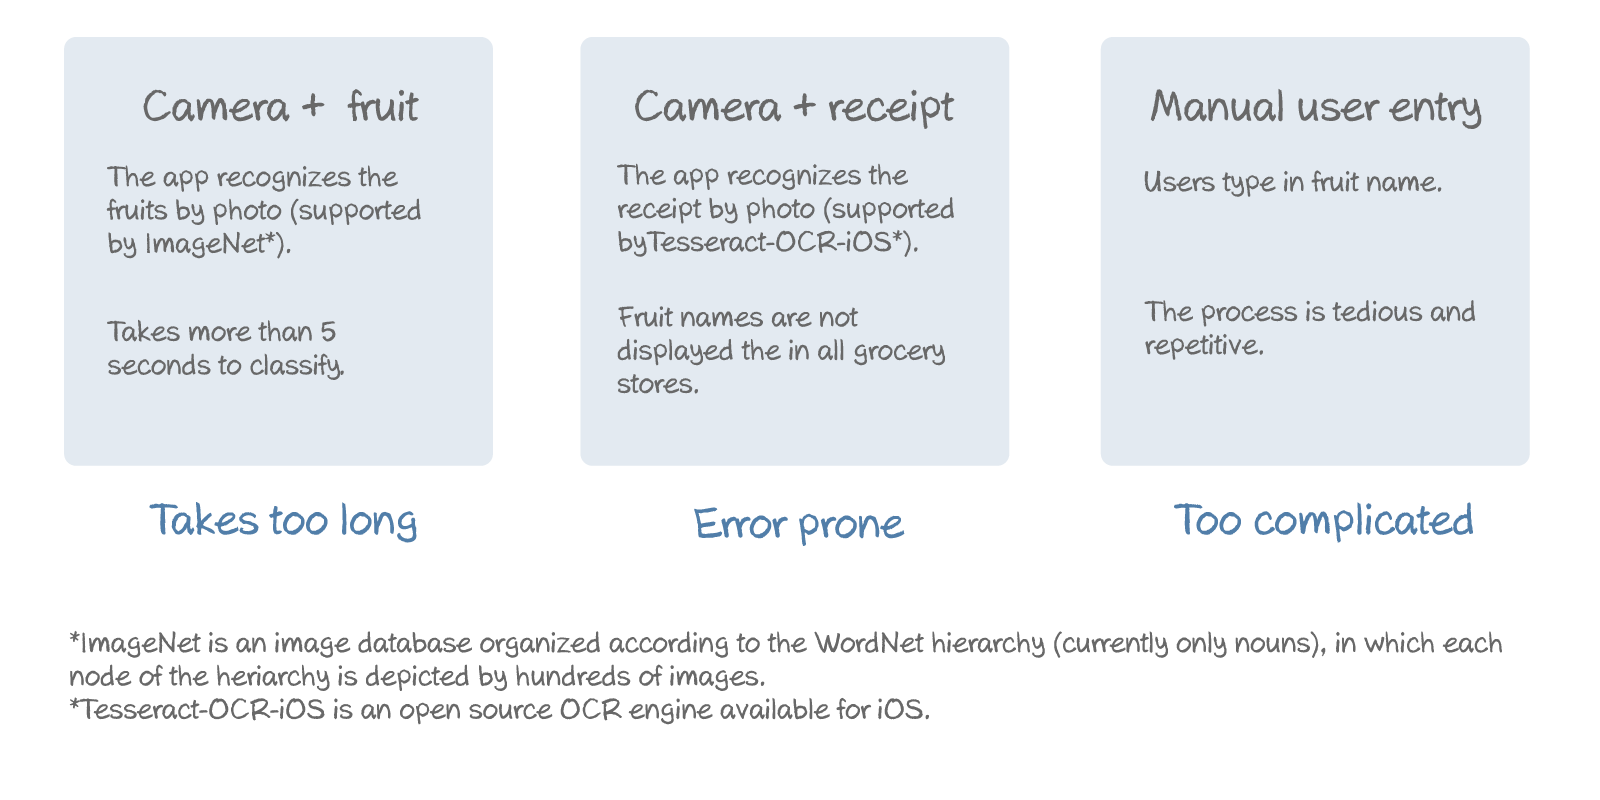 Camera + fruit
The app recognizes the
fruits by photo (supported
by ImageNet*).
Takes more than 5
seconds to classify.
Takes too long
Camera + receipt
The app recognizes the
receipt by photo (supported
byTesseract-OCR-iOS*).
Fruit names are not
displayed the in all grocery
stores.
Error prone
Manual user entry
Users type in fruit name.
The process is tedious and
repetitive.
Too complicated
*ImageNet is an image database organized according to the WordNet hierarchy (currently only nouns), in which each
node of the heriarchy is depicted by hundreds of images.
*Tesseract-OCR-iOS is an open source OCR engine available for iOS.